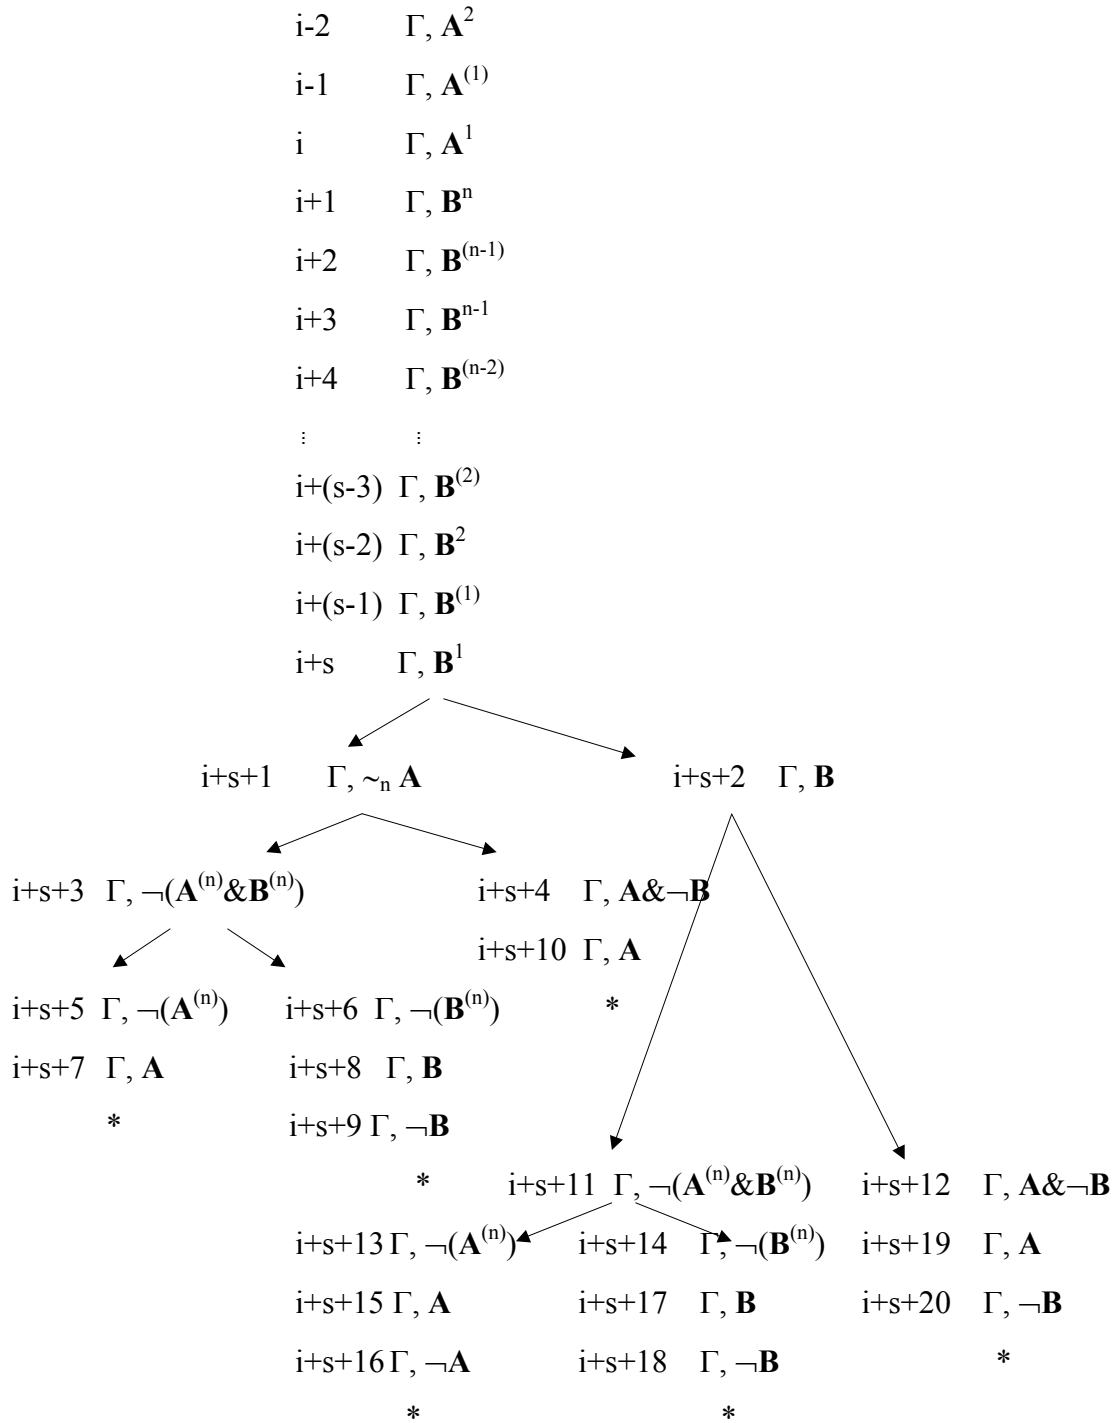 i-2 Γ, A²
i-1 Γ, A⁽¹⁾
i Γ, A¹
i+1 Γ, Bⁿ
i+2 Γ, B⁽ⁿ⁻¹⁾
i+3 Γ, Bⁿ⁻¹
i+4 Γ, B⁽ⁿ⁻²⁾
⋮ ⋮
i+(s-3) Γ, B⁽²⁾
i+(s-2) Γ, B²
i+(s-1) Γ, B⁽¹⁾
i+s Γ, B¹
i+s+1 Γ, ~ₙ A i+s+2 Γ, B
i+s+3 Γ, ¬(A⁽ⁿ⁾&B⁽ⁿ⁾) i+s+4 Γ, A&¬B
i+s+10 Γ, A
i+s+5 Γ, ¬(A⁽ⁿ⁾) i+s+6 Γ, ¬(B⁽ⁿ⁾) *
i+s+7 Γ, A i+s+8 Γ, B
* i+s+9 Γ, ¬B
* i+s+11 Γ, ¬(A⁽ⁿ⁾&B⁽ⁿ⁾) i+s+12 Γ, A&¬B
i+s+13 Γ, ¬(A⁽ⁿ⁾) i+s+14 Γ, ¬(B⁽ⁿ⁾) i+s+19 Γ, A
i+s+15 Γ, A i+s+17 Γ, B i+s+20 Γ, ¬B
i+s+16 Γ, ¬A i+s+18 Γ, ¬B *
* *